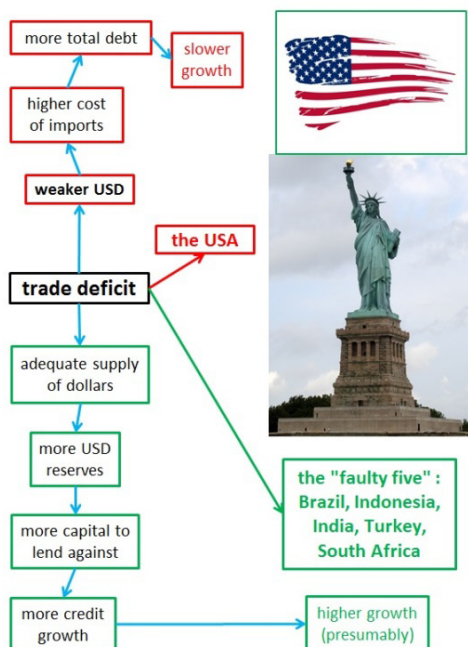 more total debt
slower
growth
higher cost
of imports
weaker USD
the USA
trade deficit
adequate supply
of dollars
more USD
reserves
the "faulty five" :
Brazil, Indonesia,
India, Turkey,
South Africa
more capital to
lend against
more credit
growth
higher growth
(presumably)